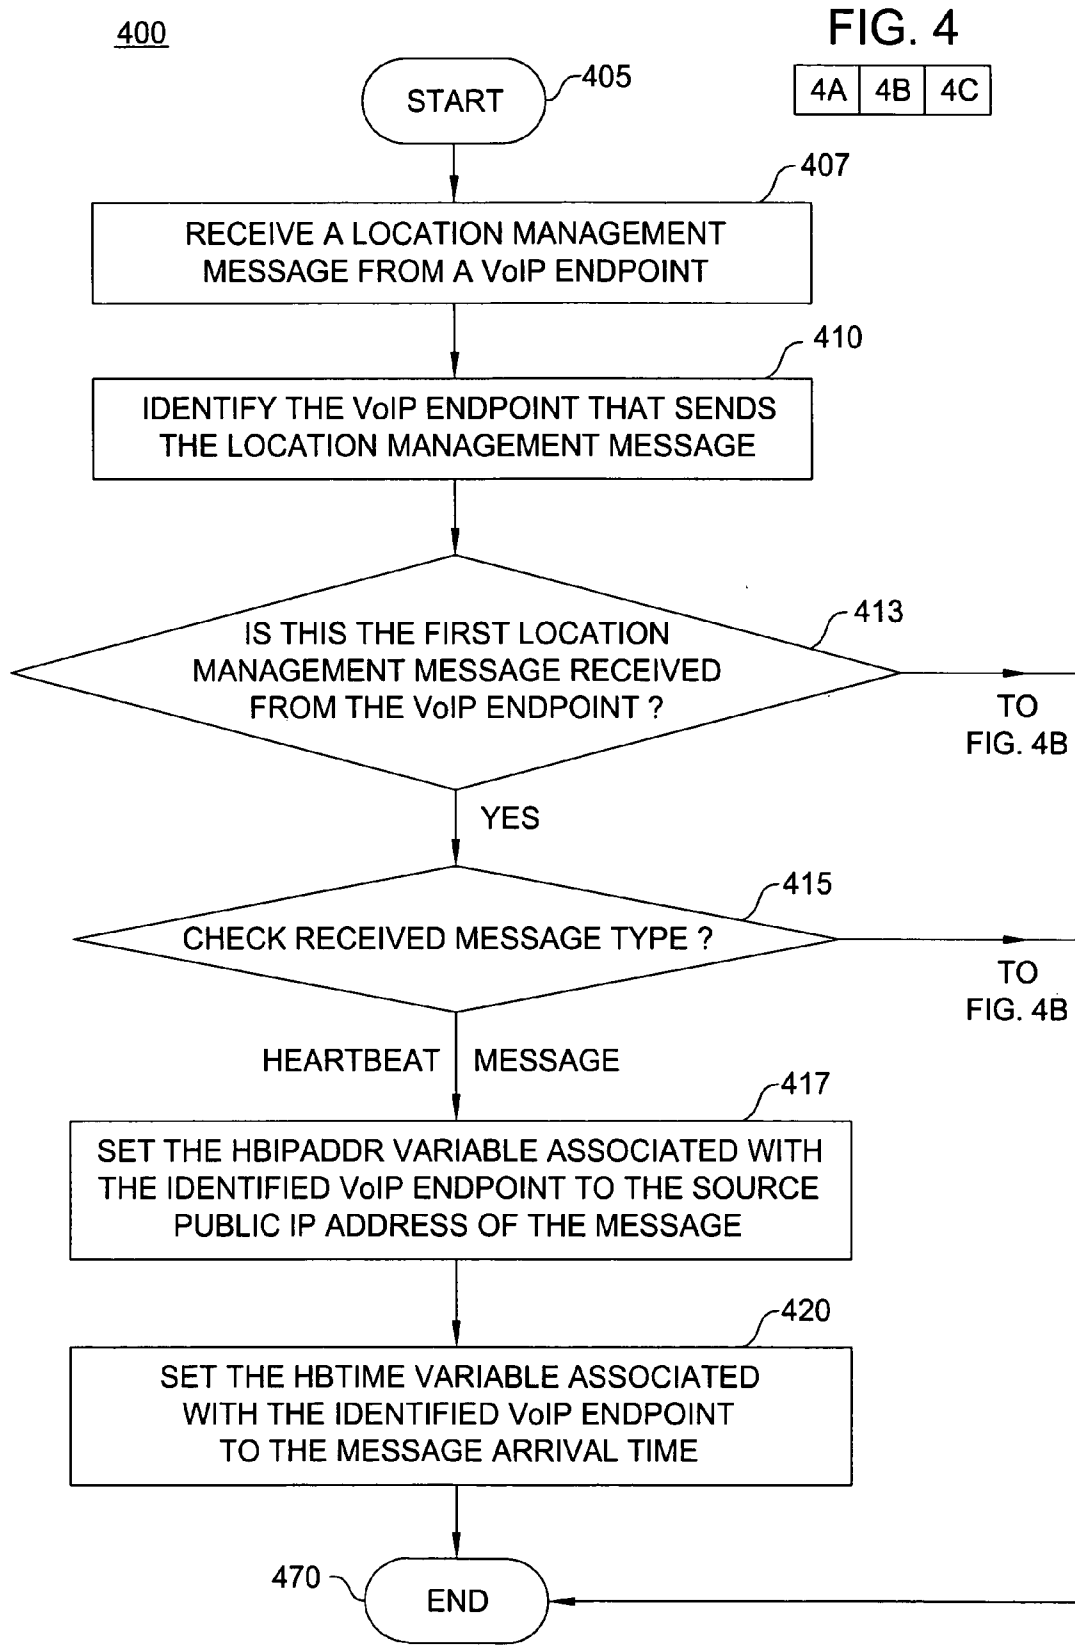 400
FIG. 4
4A 4B 4C
START
405
407
RECEIVE A LOCATION MANAGEMENT
MESSAGE FROM A VoIP ENDPOINT
410
IDENTIFY THE VoIP ENDPOINT THAT SENDS
THE LOCATION MANAGEMENT MESSAGE
413
IS THIS THE FIRST LOCATION
MANAGEMENT MESSAGE RECEIVED
FROM THE VoIP ENDPOINT ?
TO
FIG. 4B
YES
415
CHECK RECEIVED MESSAGE TYPE ?
TO
FIG. 4B
HEARTBEAT MESSAGE
417
SET THE HBIPADDR VARIABLE ASSOCIATED WITH
THE IDENTIFIED VoIP ENDPOINT TO THE SOURCE
PUBLIC IP ADDRESS OF THE MESSAGE
420
SET THE HBTIME VARIABLE ASSOCIATED
WITH THE IDENTIFIED VoIP ENDPOINT
TO THE MESSAGE ARRIVAL TIME
470
END